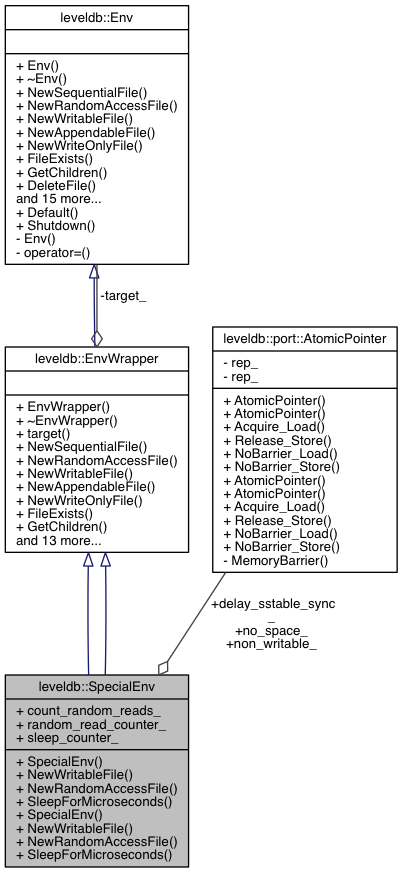 leveldb::Env
+ Env()
+ ~Env()
+ NewSequentialFile()
+ NewRandomAccessFile()
+ NewWritableFile()
+ NewAppendableFile()
+ NewWriteOnlyFile()
+ FileExists()
+ GetChildren()
+ DeleteFile()
and 15 more...
+ Default()
+ Shutdown()
- Env()
- operator=()
-target_
leveldb::EnvWrapper
+ EnvWrapper()
+ ~EnvWrapper()
+ target()
+ NewSequentialFile()
+ NewRandomAccessFile()
+ NewWritableFile()
+ NewAppendableFile()
+ NewWriteOnlyFile()
+ FileExists()
+ GetChildren()
and 13 more...
leveldb::port::AtomicPointer
- rep_
- rep_
+ AtomicPointer()
+ AtomicPointer()
+ Acquire_Load()
+ Release_Store()
+ NoBarrier_Load()
+ NoBarrier_Store()
+ AtomicPointer()
+ AtomicPointer()
+ Acquire_Load()
+ Release_Store()
+ NoBarrier_Load()
+ NoBarrier_Store()
- MemoryBarrier()
+delay_sstable_sync
_
+no_space_
+non_writable_
leveldb::SpecialEnv
+ count_random_reads_
+ random_read_counter_
+ sleep_counter_
+ SpecialEnv()
+ NewWritableFile()
+ NewRandomAccessFile()
+ SleepForMicroseconds()
+ SpecialEnv()
+ NewWritableFile()
+ NewRandomAccessFile()
+ SleepForMicroseconds()